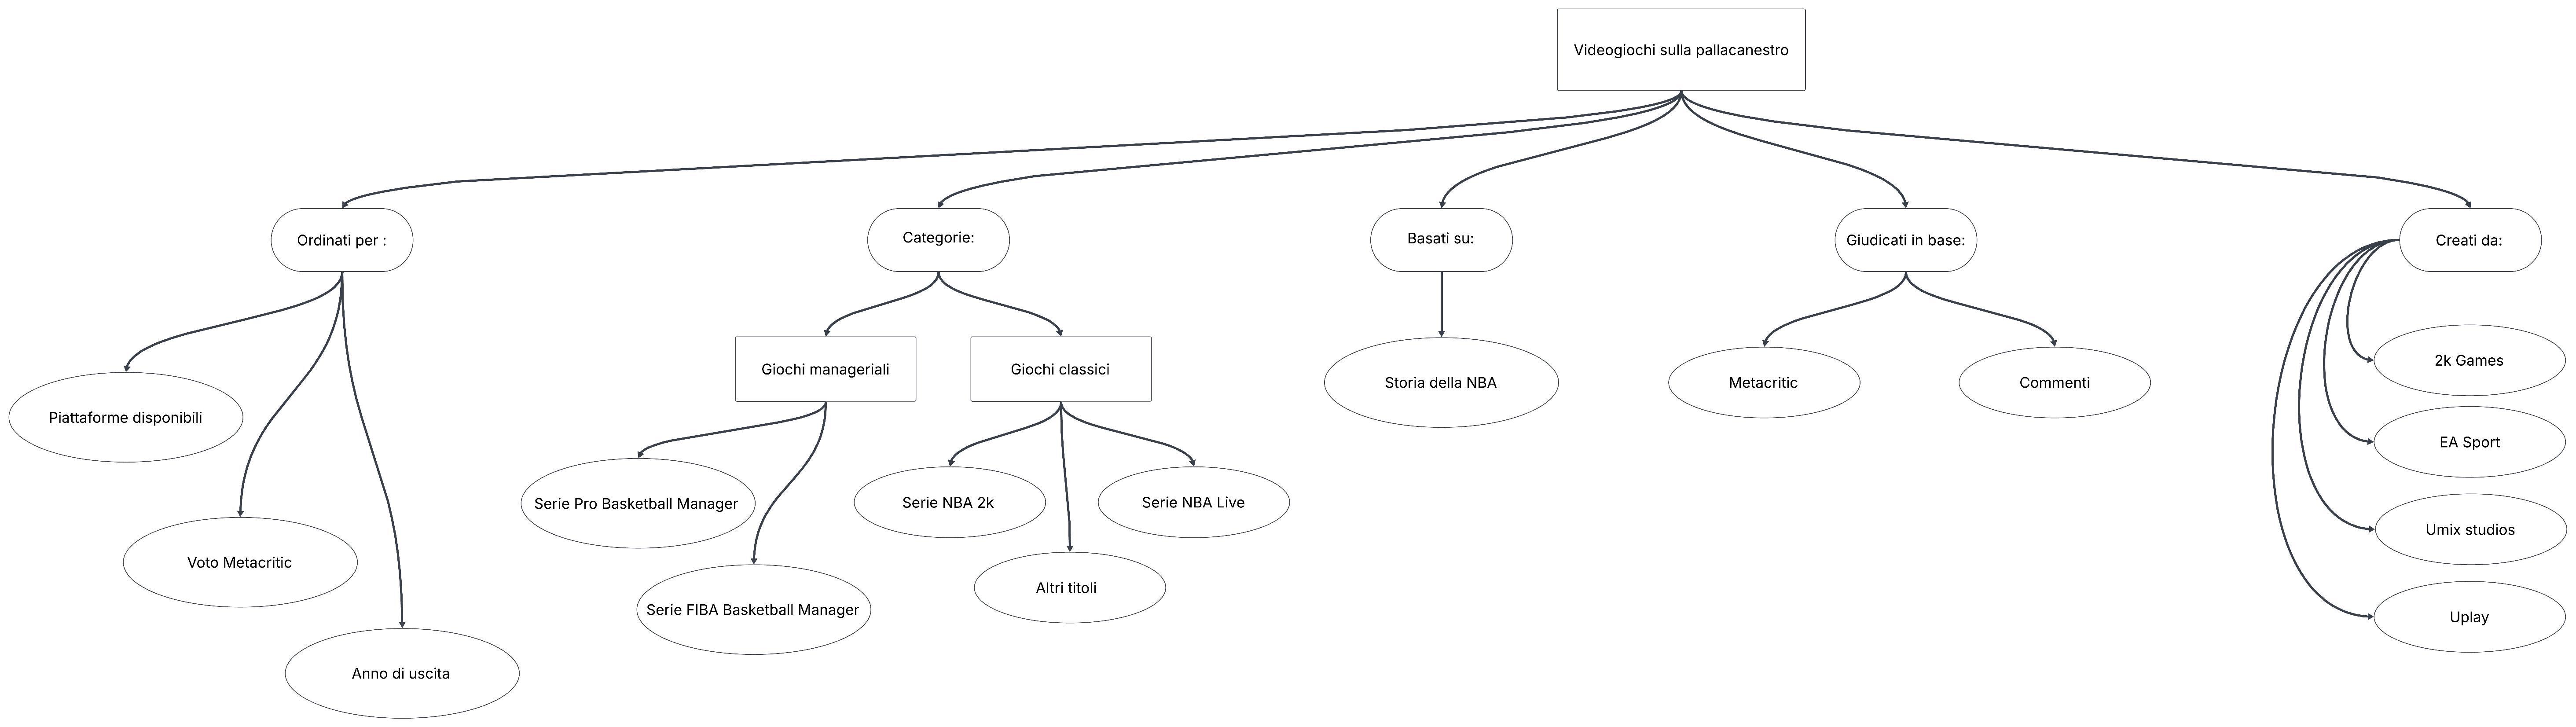 Videogiochi sulla pallacanestro
Ordinati per :
Categorie:
Basati su:
Giudicati in base:
Creati da:
Piattaforme disponibili
Voto Metacritic
Anno di uscita
Giochi manageriali
Giochi classici
Serie Pro Basketball Manager
Serie FIBA Basketball Manager
Serie NBA 2k
Altri titoli
Serie NBA Live
Storia della NBA
Metacritic
Commenti
2k Games
EA Sport
Umix studios
Uplay